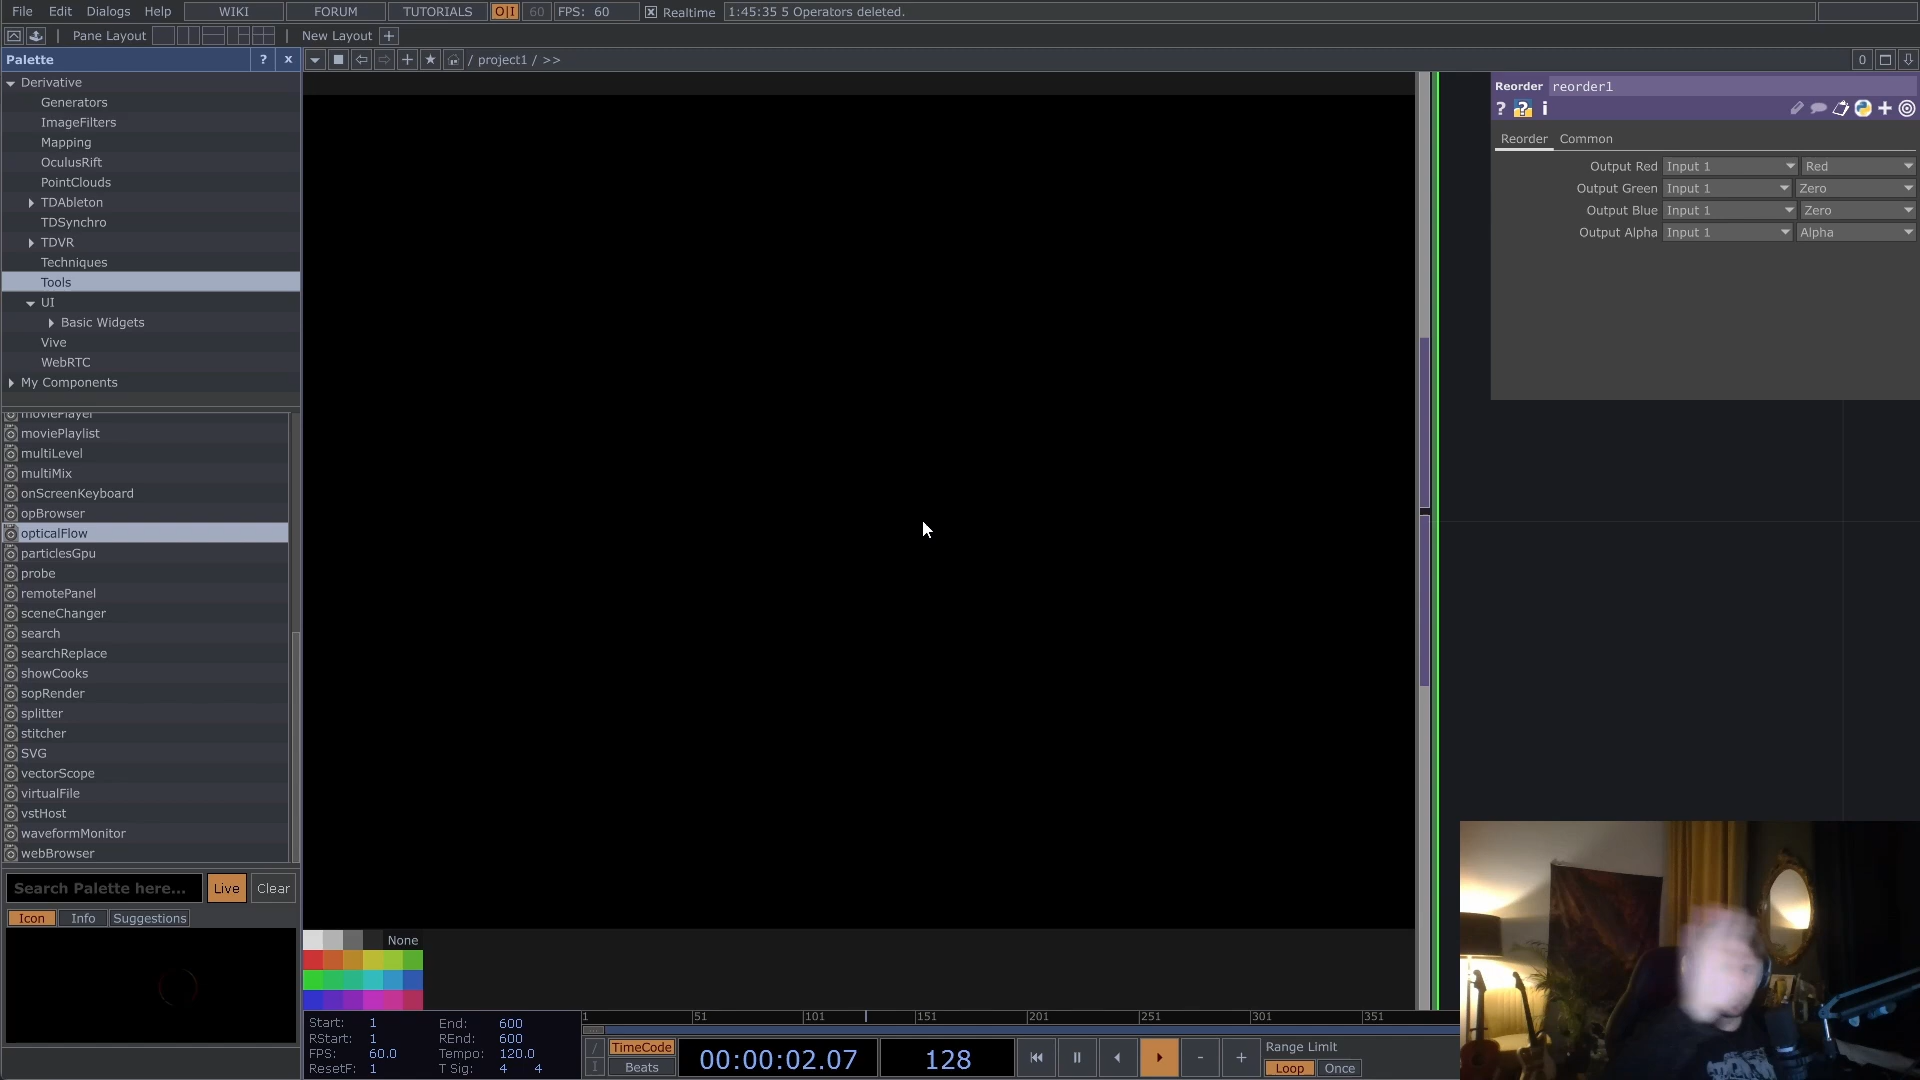 File Edit Dialogs Help WIKI FORUM TUTORIALS O|I 60 FPS: 60 Realtime 1:45:35 5 Operators deleted.
Pane Layout New Layout +
Palette ? x / project1 / >> 0
Derivative
Generators
ImageFilters
Mapping
OculusRift
PointClouds
TDAbleton
TDSynchro
TDVR
Techniques
Tools
UI
Basic Widgets
Vive
WebRTC
My Components
moviePlayer
moviePlaylist
multiLevel
multiMix
onScreenKeyboard
opBrowser
opticalFlow
particlesGpu
probe
remotePanel
sceneChanger
search
searchReplace
showCooks
sopRender
splitter
stitcher
SVG
vectorScope
virtualFile
vstHost
waveformMonitor
webBrowser
Search Palette here... Live Clear
Icon Info Suggestions
Reorder reorder1
? ? i
Reorder Common
Output Red Input 1 Red
Output Green Input 1 Zero
Output Blue Input 1 Zero
Output Alpha Input 1 Alpha
None
Start: 1 End: 600
RStart: 1 REnd: 600
FPS: 60.0 Tempo: 120.0
ResetF: 1 T Sig: 4 4
1 51 101 151 201 251 301 351
TimeCode
Beats
00:00:02.07 128
- +
Range Limit
Loop Once